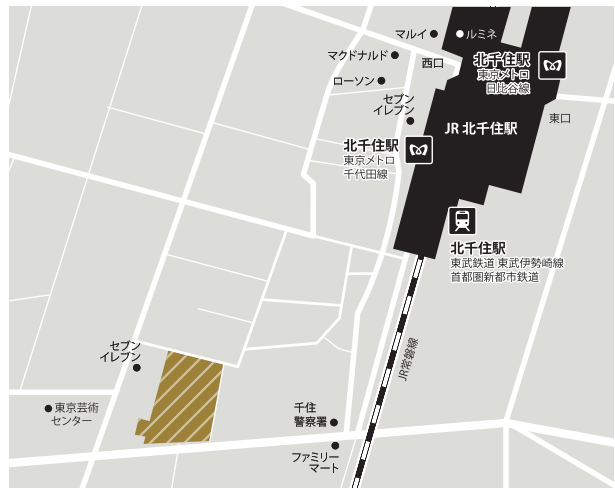 マルイ
ルミネ
マクドナルド
西口
北千住駅
東京メトロ
日比谷線
ローソン
セブン
イレブン
東口
JR 北千住駅
北千住駅
東京メトロ
千代田線
北千住駅
東武鉄道 東武伊勢崎線
首都圏新都市鉄道
JR常磐線
セブン
イレブン
東京芸術
センター
千住
警察署
ファミリー
マート